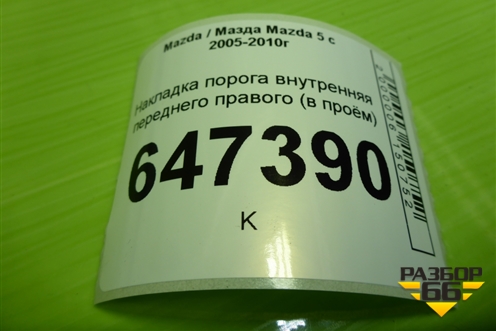 Mazda / Мазда Mazda 5 с
2005-2010г
Накладка порога внутренняя
переднего правого (в проём)
647390
К
РАЗБОР
66